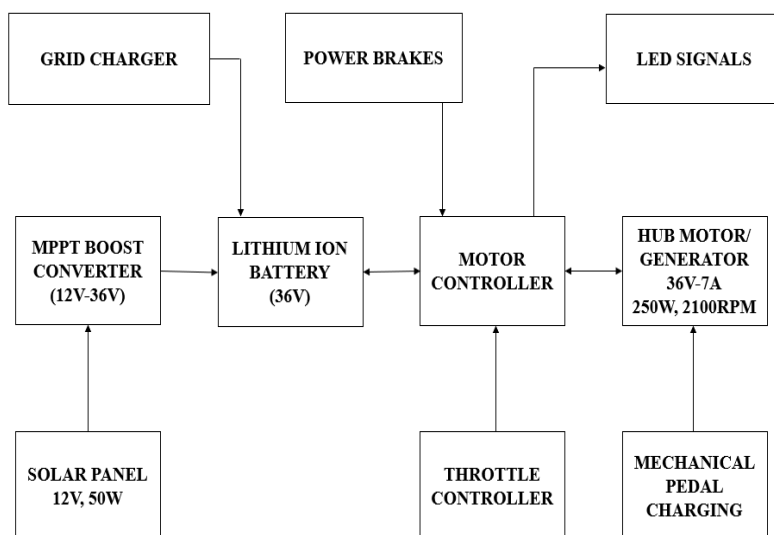 GRID CHARGER
POWER BRAKES
LED SIGNALS
MPPT BOOST
CONVERTER
(12V-36V)
LITHIUM ION
BATTERY
(36V)
MOTOR
CONTROLLER
HUB MOTOR/
GENERATOR
36V-7A
250W, 2100RPM
SOLAR PANEL
12V, 50W
THROTTLE
CONTROLLER
MECHANICAL
PEDAL
CHARGING